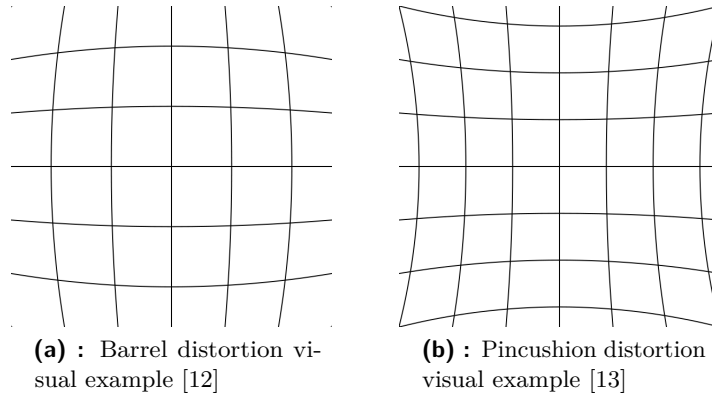 (a) : Barrel distortion vi-
sual example [12]
(b) : Pincushion distortion
visual example [13]